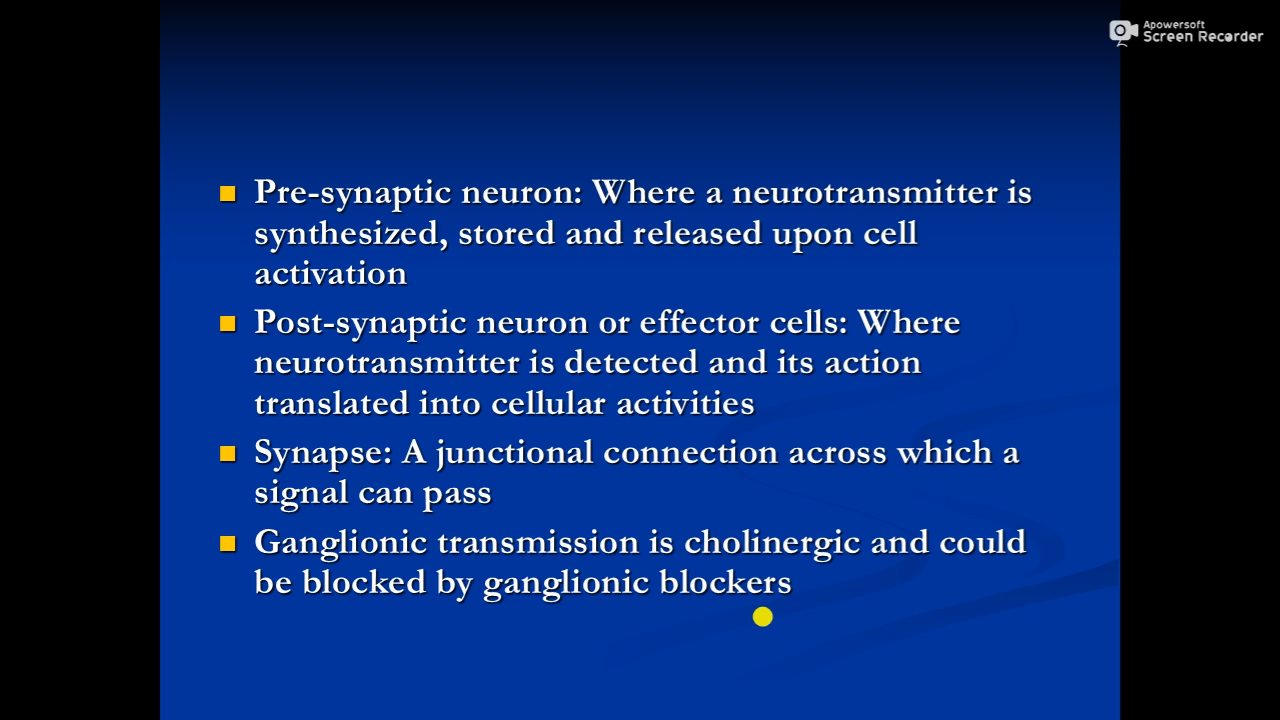 Apowersoft
Screen Recorder
Pre-synaptic neuron: Where a neurotransmitter is
synthesized, stored and released upon cell
activation
Post-synaptic neuron or effector cells: Where
neurotransmitter is detected and its action
translated into cellular activities
Synapse: A junctional connection across which a
signal can pass
Ganglionic transmission is cholinergic and could
be blocked by ganglionic blockers